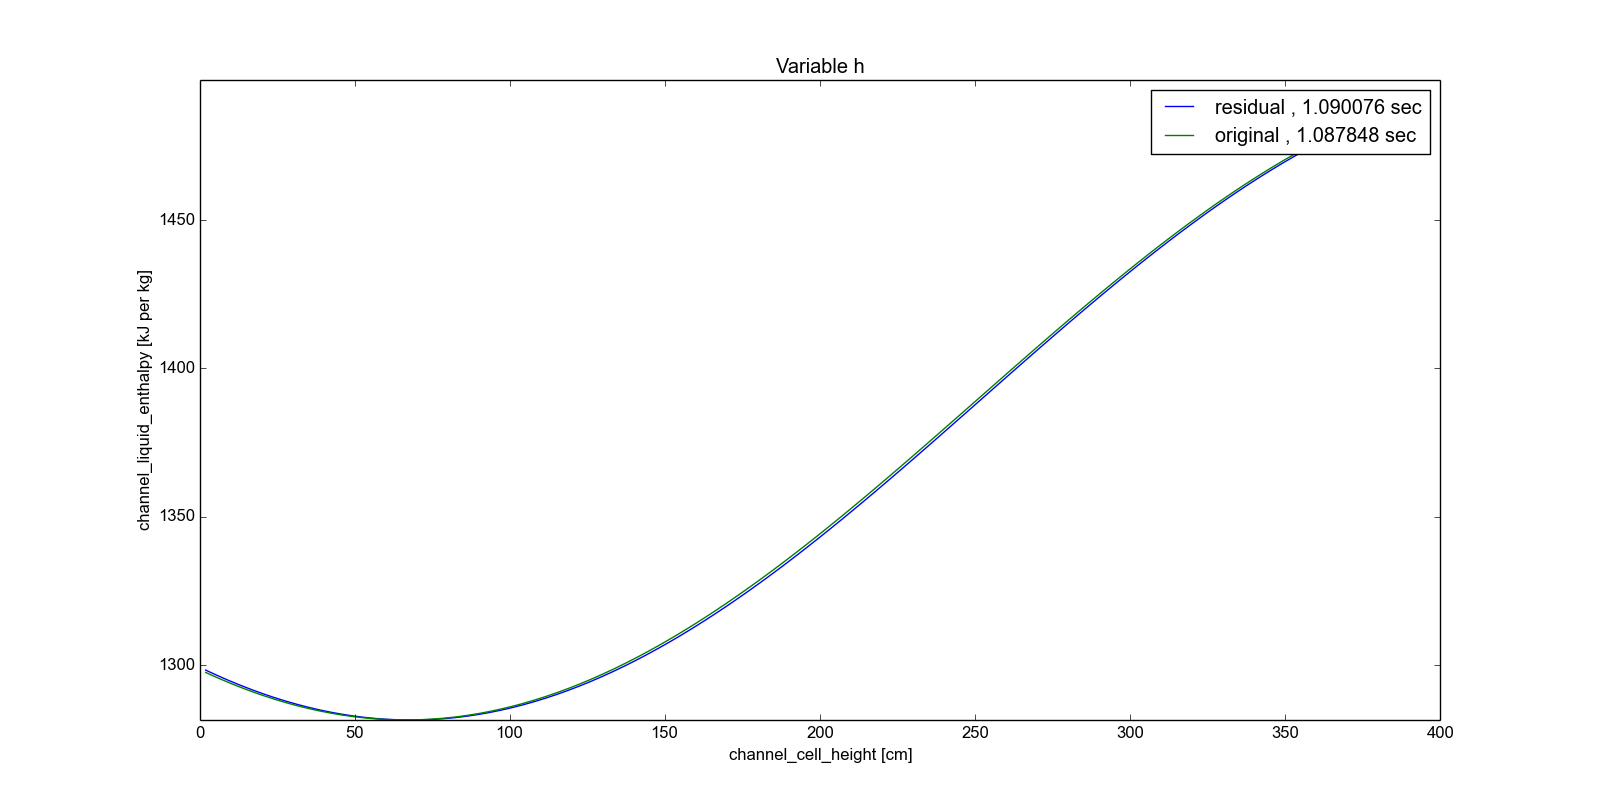 Variable h
residual , 1.090076 sec
original , 1.087848 sec
channel_liquid_enthalpy [kJ per kg]
1450
1400
1350
1300
0 50 100 150 200 250 300 350 400
channel_cell_height [cm]